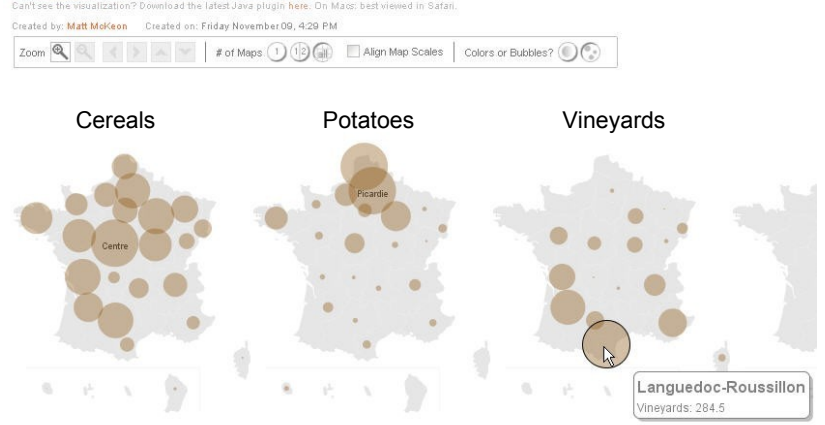 Can't see the visualization? Download the latest Java plugin here. On Macs: best viewed in Safari.
Created by: Matt McKeon Created on: Friday November 09, 4:29 PM
Zoom # of Maps 1 1 2 Align Map Scales Colors or Bubbles?
Cereals Potatoes Vineyards
Picardie
Centre
Languedoc-Roussillon
Vineyards: 284.5